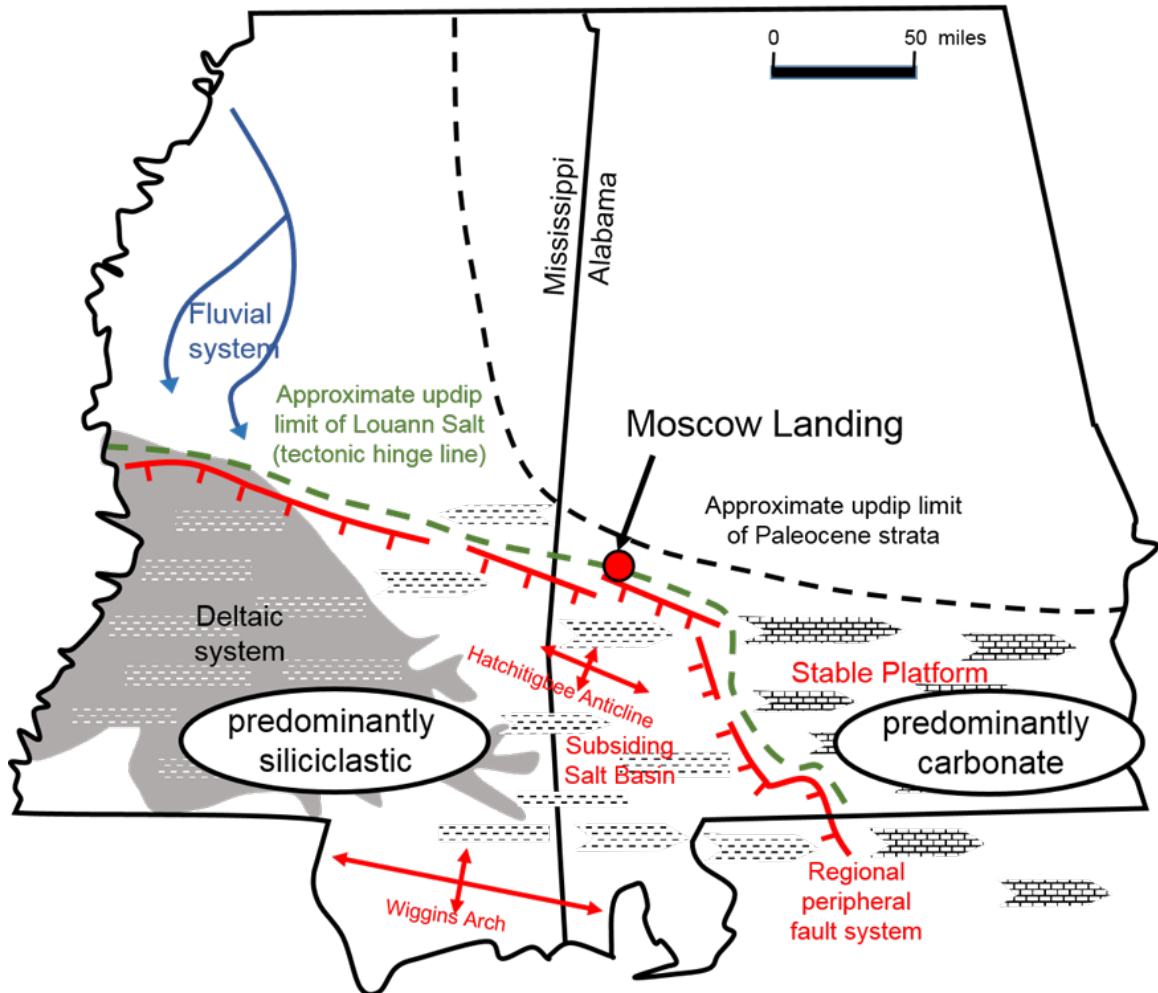 0 50 miles
Mississippi
Alabama
Fluvial
system
Approximate updip
limit of Louann Salt
(tectonic hinge line)
Moscow Landing
Approximate updip limit
of Paleocene strata
Deltaic
system
Hatchitigbee Anticline
Stable Platform
predominantly
siliciclastic
Subsiding
Salt Basin
predominantly
carbonate
Wiggins Arch
Regional
peripheral
fault system